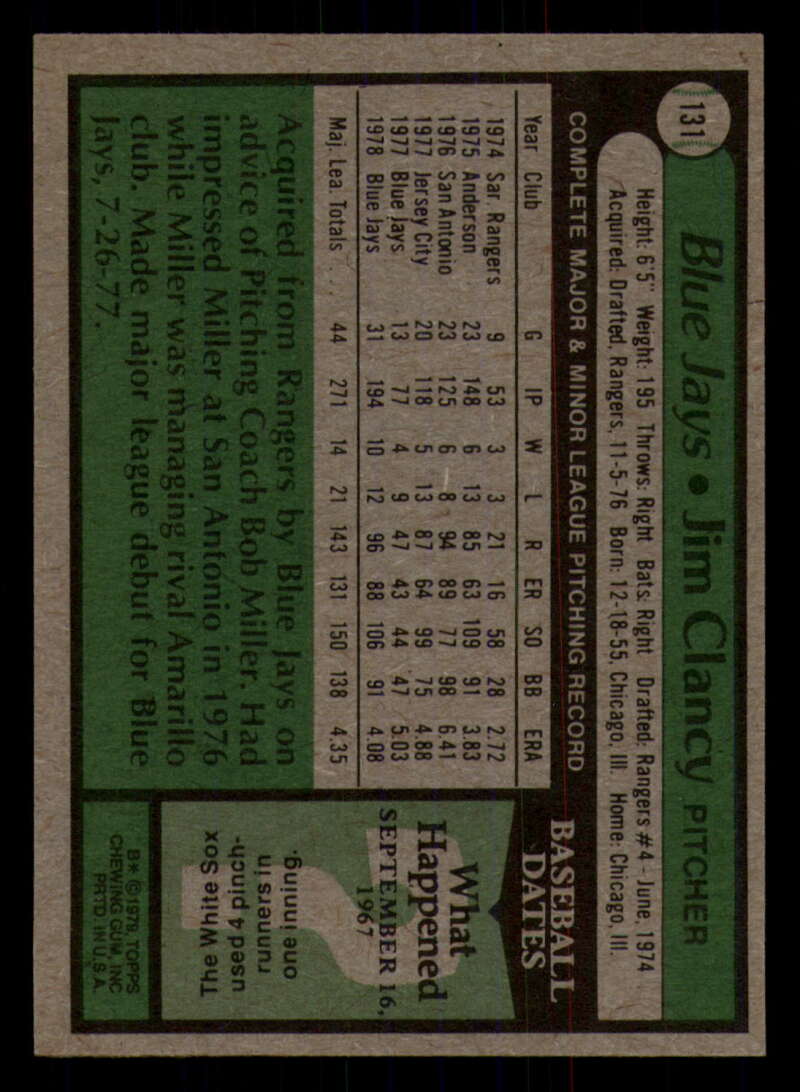 131
Blue Jays • Jim Clancy PITCHER
Height: 6'5" Weight: 195 Throws: Right Bats: Right Drafted: Rangers #4 - June, 1974
Acquired: Drafted, Rangers, 11-5-76 Born: 12-18-55, Chicago, Ill. Home: Chicago, Ill.
COMPLETE MAJOR & MINOR LEAGUE PITCHING RECORD
Year Club G IP W L R ER SO BB ERA
1974 Sar. Rangers 9 53 3 3 21 16 58 28 2.72
1975 Anderson 23 148 6 13 85 63 109 91 3.83
1976 San Antonio 23 125 6 8 94 89 77 98 6.41
1977 Jersey City 20 118 5 13 87 64 99 75 4.88
1977 Blue Jays 13 77 4 9 47 43 44 47 5.03
1978 Blue Jays 31 194 10 12 96 88 106 91 4.08
Maj. Lea. Totals . . . 44 271 14 21 143 131 150 138 4.35
Acquired from Rangers by Blue Jays on
advice of Pitching Coach Bob Miller. Had
impressed Miller at San Antonio in 1976
while Miller was managing rival Amarillo
club. Made major league debut for Blue
Jays, 7-26-77.
BASEBALL
DATES
What
Happened
SEPTEMBER 16,
1967
The White Sox
used 4 pinch-
runners in
one inning.
B* © 1979, TOPPS
CHEWING GUM, INC
PRTD IN U.S.A.